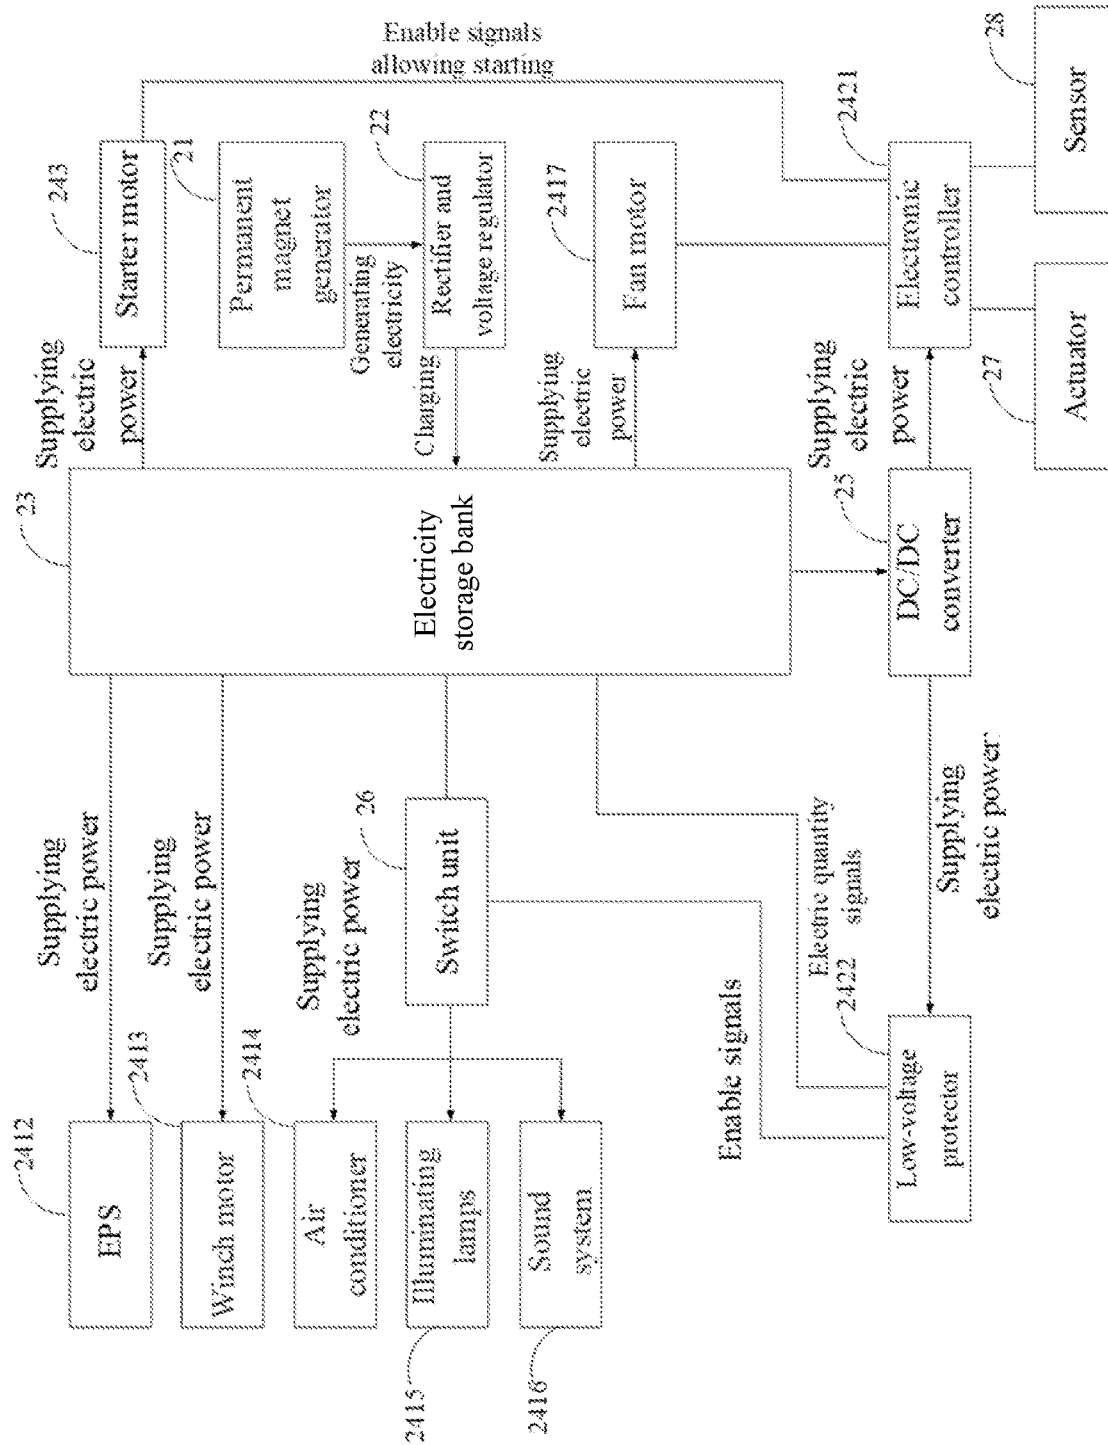 2412
EPS
2413
Winch motor
2414
Air
conditioner
2415
Illuminating
lamps
2416
Sound
system
Supplying
electric power
Supplying
electric power
Supplying
electric power
26
Switch unit
Enable signals
Electric quantity
signals
2422
Low-voltage
protector
Supplying
electric power
23
Electricity
storage bank
25
DC/DC
converter
Supplying
electric
power
Charging
Supplying
electric
power
Supplying
electric
power
243
Starter motor
21
Permanent
magnet
generator
Generating
electricity
22
Rectifier and
voltage regulator
2417
Fan motor
2421
Electronic
controller
Enable signals
allowing starting
27
Actuator
28
Sensor